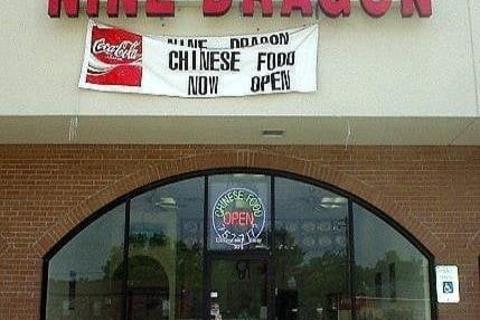 NINE DRAGON
Coca-Cola
NINE DRAGON
CHINESE FOOD
NOW OPEN
CHINESE FOOD
OPEN